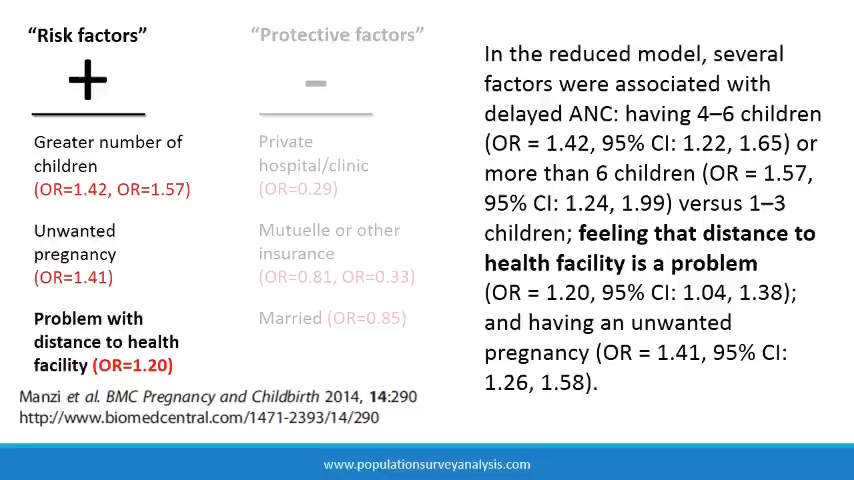 “Risk factors”
+
Greater number of
children
(OR=1.42, OR=1.57)
Unwanted
pregnancy
(OR=1.41)
Problem with
distance to health
facility (OR=1.20)
“Protective factors”
-
Private
hospital/clinic
(OR=0.29)
Mutuelle or other
insurance
(OR=0.81, OR=0.33)
Married (OR=0.85)
Manzi et al. BMC Pregnancy and Childbirth 2014, 14:290
http://www.biomedcentral.com/1471-2393/14/290
In the reduced model, several
factors were associated with
delayed ANC: having 4–6 children
(OR = 1.42, 95% CI: 1.22, 1.65) or
more than 6 children (OR = 1.57,
95% CI: 1.24, 1.99) versus 1–3
children; feeling that distance to
health facility is a problem
(OR = 1.20, 95% CI: 1.04, 1.38);
and having an unwanted
pregnancy (OR = 1.41, 95% CI:
1.26, 1.58).
www.populationsurveyanalysis.com